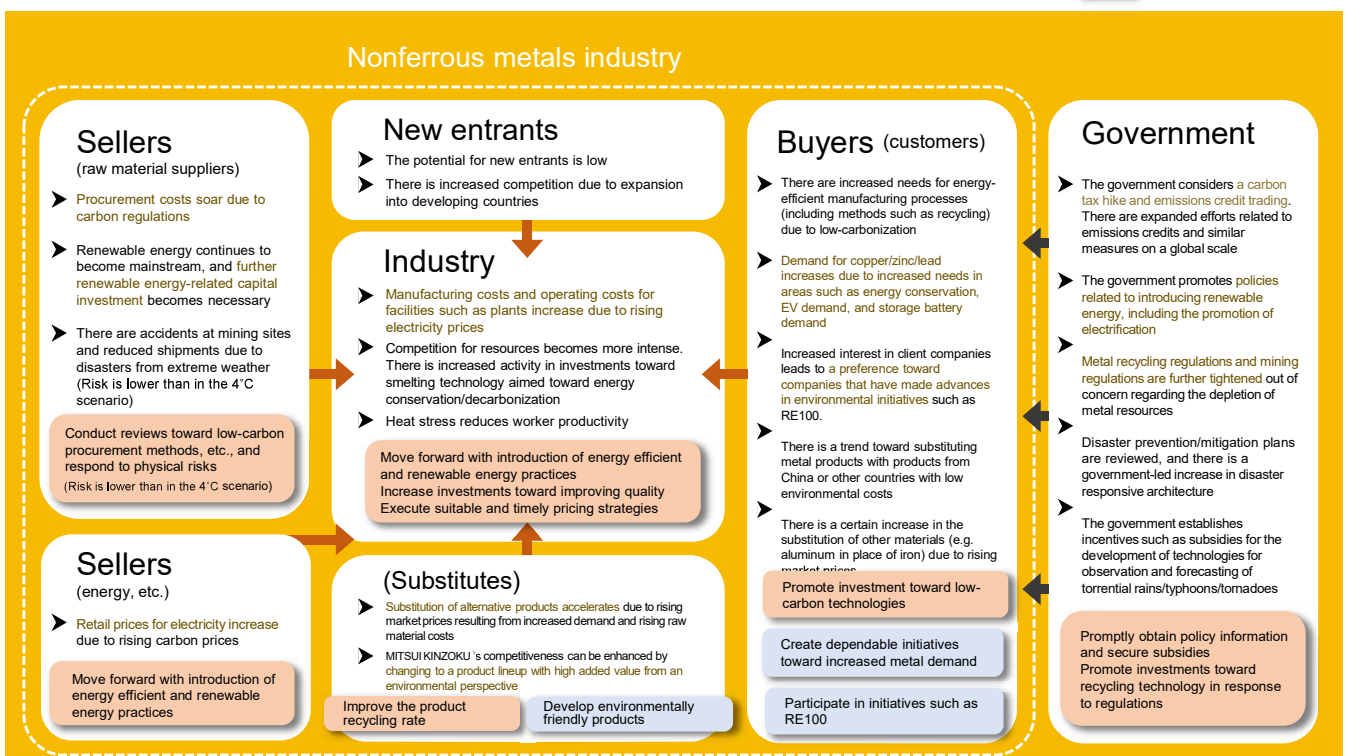 Nonferrous metals industry
Sellers
(raw material suppliers)
Procurement costs soar due to
carbon regulations
Renewable energy continues to
become mainstream, and further
renewable energy-related capital
investment becomes necessary
There are accidents at mining sites
and reduced shipments due to
disasters from extreme weather
(Risk is lower than in the 4˚C
scenario)
Conduct reviews toward low-carbon
procurement methods, etc., and
respond to physical risks
(Risk is lower than in the 4˚C scenario)
Sellers
(energy, etc.)
Retail prices for electricity increase
due to rising carbon prices
Move forward with introduction of
energy efficient and renewable
energy practices
New entrants
The potential for new entrants is low
There is increased competition due to expansion
into developing countries
Industry
Manufacturing costs and operating costs for
facilities such as plants increase due to rising
electricity prices
Competition for resources becomes more intense.
There is increased activity in investments toward
smelting technology aimed toward energy
conservation/decarbonization
Heat stress reduces worker productivity
Move forward with introduction of energy efficient
and renewable energy practices
Increase investments toward improving quality
Execute suitable and timely pricing strategies
(Substitutes)
Substitution of alternative products accelerates due to rising
market prices resulting from increased demand and rising raw
material costs
MITSUI KINZOKU 's competitiveness can be enhanced by
changing to a product lineup with high added value from an
environmental perspective
Improve the product
recycling rate
Develop environmentally
friendly products
Buyers (customers)
There are increased needs for energy-
efficient manufacturing processes
(including methods such as recycling)
due to low-carbonization
Demand for copper/zinc/lead
increases due to increased needs in
areas such as energy conservation,
EV demand, and storage battery
demand
Increased interest in client companies
leads to a preference toward
companies that have made advances
in environmental initiatives such as
RE100.
There is a trend toward substituting
metal products with products from
China or other countries with low
environmental costs
There is a certain increase in the
substitution of other materials (e.g.
aluminum in place of iron) due to rising
market prices
Promote investment toward low-
carbon technologies
Create dependable initiatives
toward increased metal demand
Participate in initiatives such as
RE100
Government
The government considers a carbon
tax hike and emissions credit trading.
There are expanded efforts related to
emissions credits and similar
measures on a global scale
The government promotes policies
related to introducing renewable
energy, including the promotion of
electrification
Metal recycling regulations and mining
regulations are further tightened out of
concern regarding the depletion of
metal resources
Disaster prevention/mitigation plans
are reviewed, and there is a
government-led increase in disaster
responsive architecture
The government establishes
incentives such as subsidies for the
development of technologies for
observation and forecasting of
torrential rains/typhoons/tornadoes
Promptly obtain policy information
and secure subsidies
Promote investments toward
recycling technology in response
to regulations